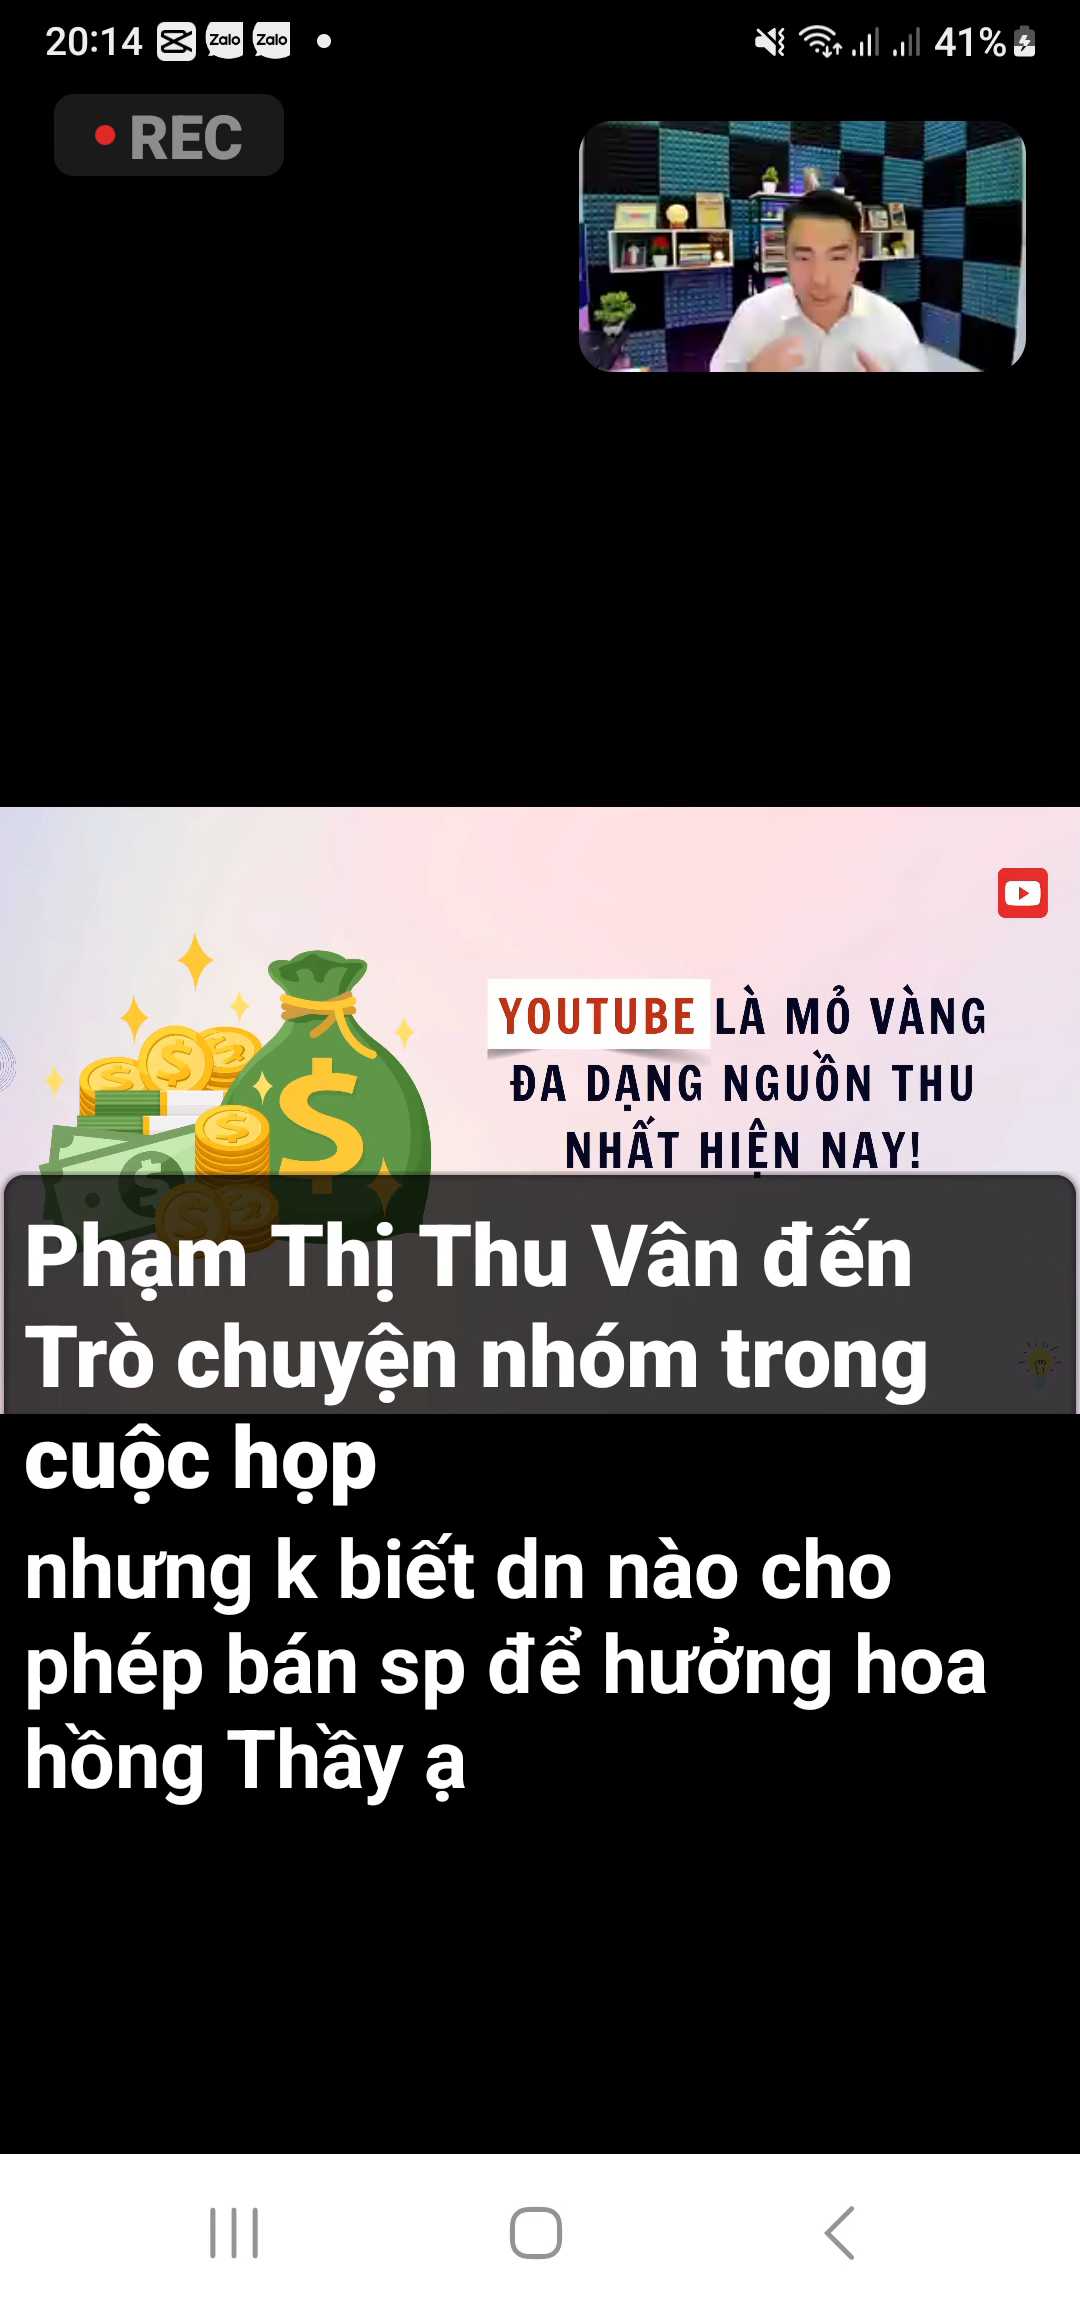 20:14 Zalo Zalo 41%
REC
YOUTUBE LÀ MỎ VÀNG
ĐA DẠNG NGUỒN THU
NHẤT HIỆN NAY!
Phạm Thị Thu Vân đến
Trò chuyện nhóm trong
cuộc họp
nhưng k biết dn nào cho
phép bán sp để hưởng hoa
hồng Thầy ạ